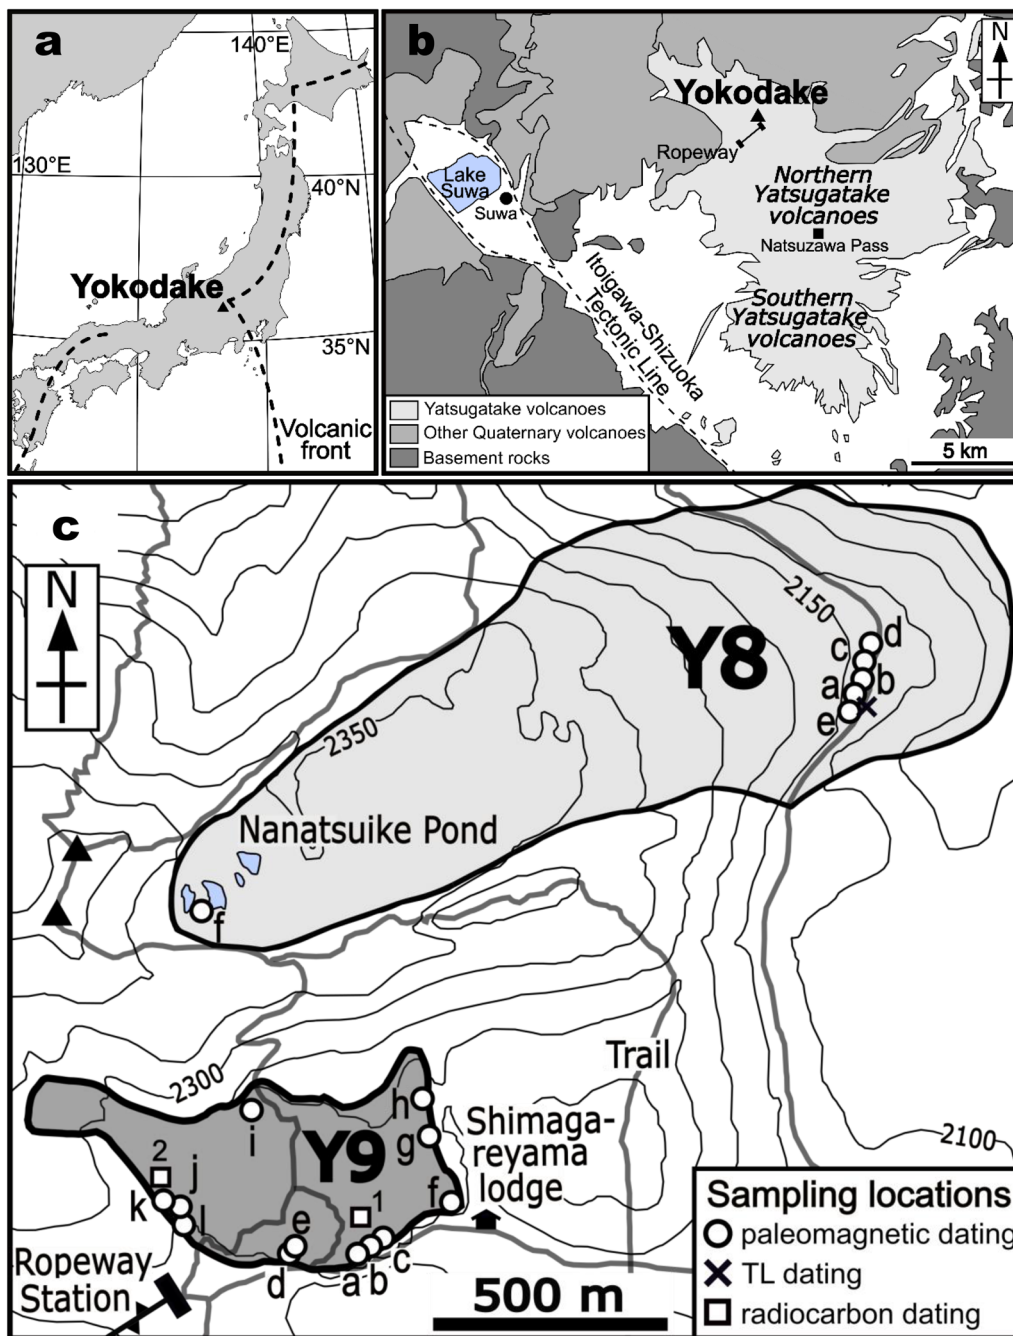 a
140°E
130°E
40°N
Yokodake
35°N
Volcanic
front
b
N
Yokodake
Ropeway
Lake
Suwa
Suwa
Northern
Yatsugatake
volcanoes
Natsuzawa Pass
Itoigawa-Shizuoka
Tectonic Line
Southern
Yatsugatake
volcanoes
Yatsugatake volcanoes
Other Quaternary volcanoes
Basement rocks
5 km
c
N
2150
Y8
c
d
a
b
e
2350
Nanatsuike Pond
f
Trail
2300
h
i
Y9
g
Shimaga-
reyama
lodge
2100
2
j
k
l
1
f
e
d
a
b
c
Ropeway
Station
500 m
Sampling locations
paleomagnetic dating
TL dating
radiocarbon dating